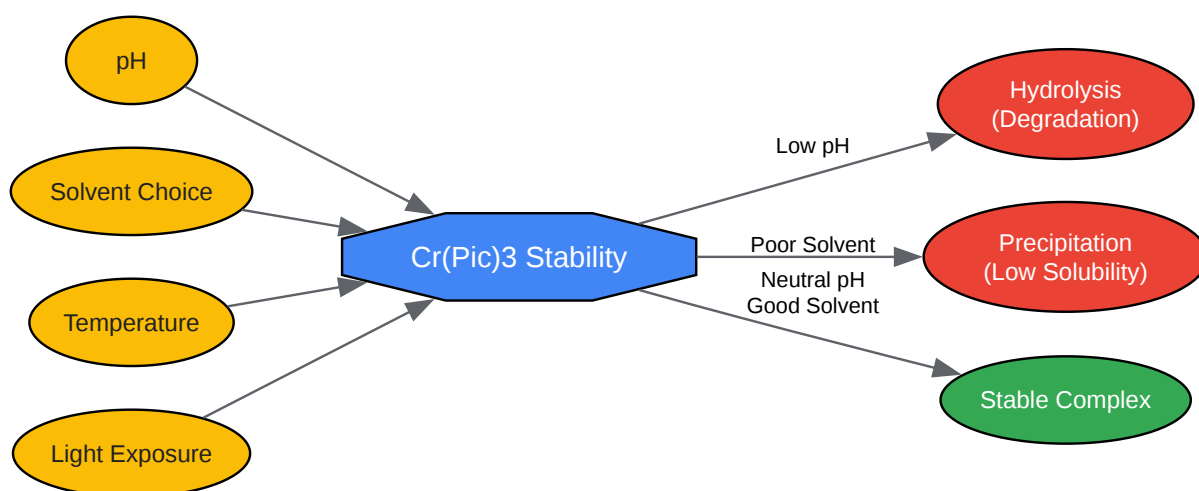 pH
Solvent Choice
Temperature
Light Exposure
Cr(Pic)3 Stability
Low pH
Poor Solvent
Neutral pH
Good Solvent
Hydrolysis
(Degradation)
Precipitation
(Low Solubility)
Stable Complex